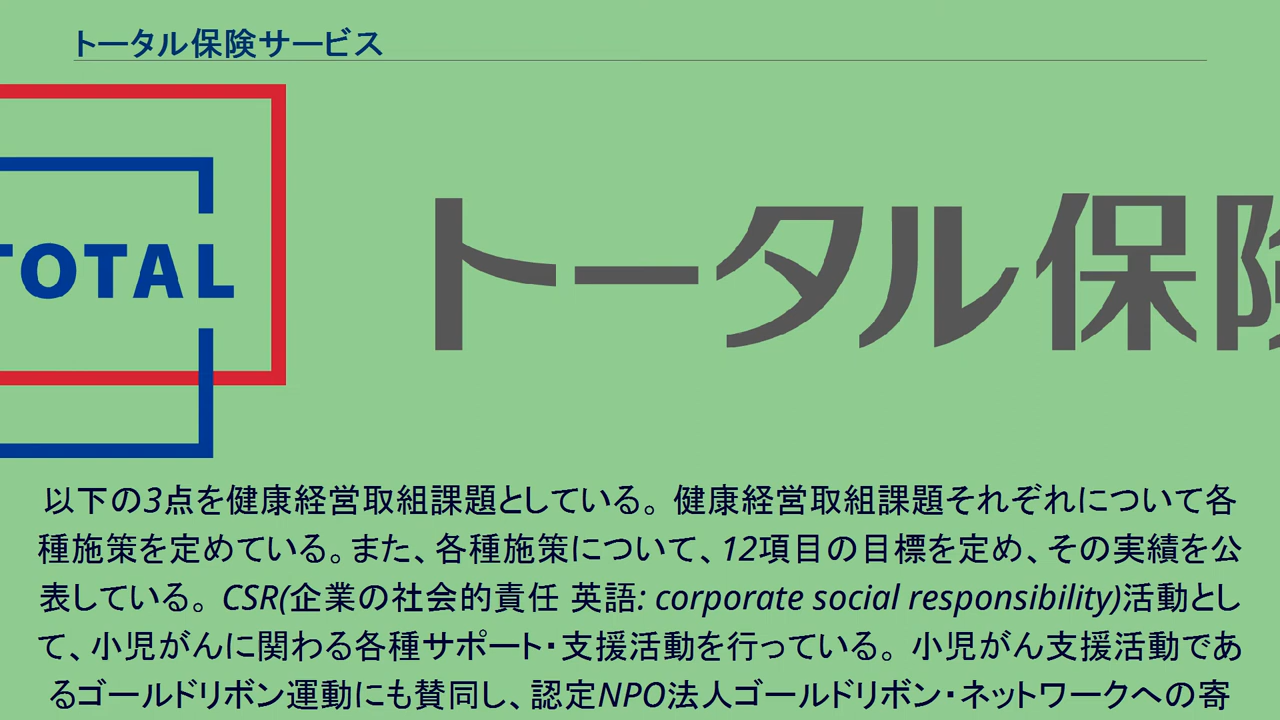 トータル保険サービス
TOTAL
トータル保険
以下の3点を健康経営取組課題としている。健康経営取組課題それぞれについて各
種施策を定めている。また、各種施策について、12項目の目標を定め、その実績を公
表している。CSR(企業の社会的責任 英語: corporate social responsibility)活動とし
て、小児がんに関わる各種サポート・支援活動を行っている。小児がん支援活動であ
るゴールドリボン運動にも賛同し、認定NPO法人ゴールドリボン・ネットワークへの寄